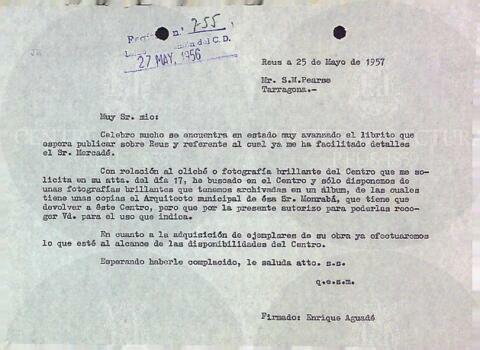 Registro n.º 255
del C.D.
27 MAY. 1956
Reus a 25 de Mayo de 1957
Mr. S.M.Pearse
Tarragona.-
Muy Sr. mio:
Celebro mucho se encuentra en estado muy avanzado el librito que
espera publicar sobre Reus y referente al cual ya me ha facilitado detalles
el Sr. Mercadé.
Con relación al cliché o fotografía brillante del Centro que me so-
licita en su atta. del día 17, he buscado en el Centro y sólo disponemos de
unas fotografías brillantes que tenemos archivadas en un álbum, de las cuales
tiene unas copias el Arquitecto municipal de ésa Sr. Monrabá, que tiene que
devolver a éste Centro, pero que por la presente autorizo para poderlas reco-
ger Vd. para el uso que indica.
En cuanto a la adquisición de ejemplares de su obra ya efectuaremos
lo que esté al alcance de las disponibilidades del Centro.
Esperando haberle complacido, le saluda atto. s.s.
q.e.s.m.
Firmado: Enrique Aguadé